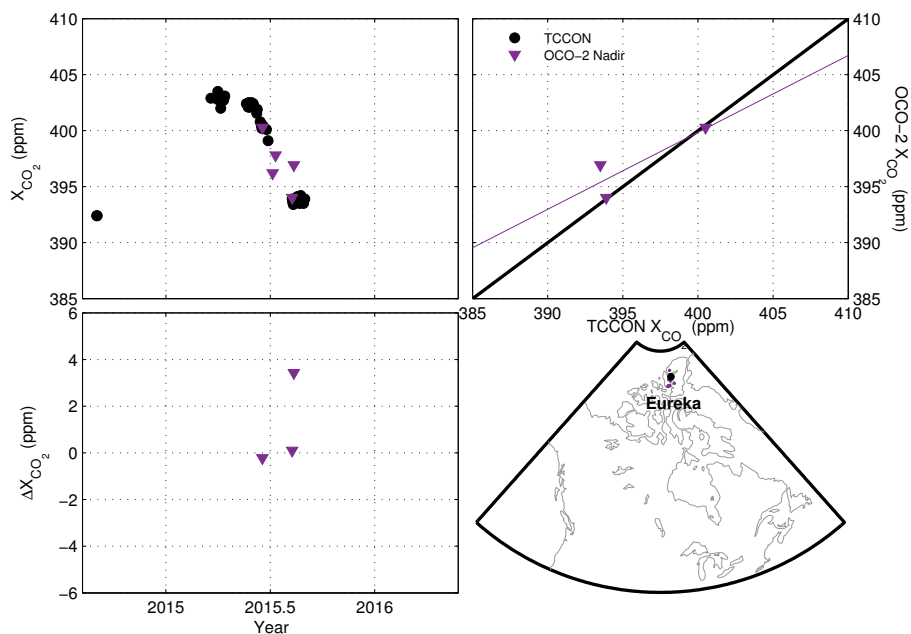 410
405
400
395
390
385
X_CO2 (ppm)
TCCON
OCO−2 Nadir
410
405
400
395
390
385
OCO−2 X_CO2 (ppm)
385 390 395 400 405 410
TCCON X_CO2 (ppm)
6
4
2
0
−2
−4
−6
ΔX_CO2 (ppm)
2015 2015.5 2016
Year
Eureka